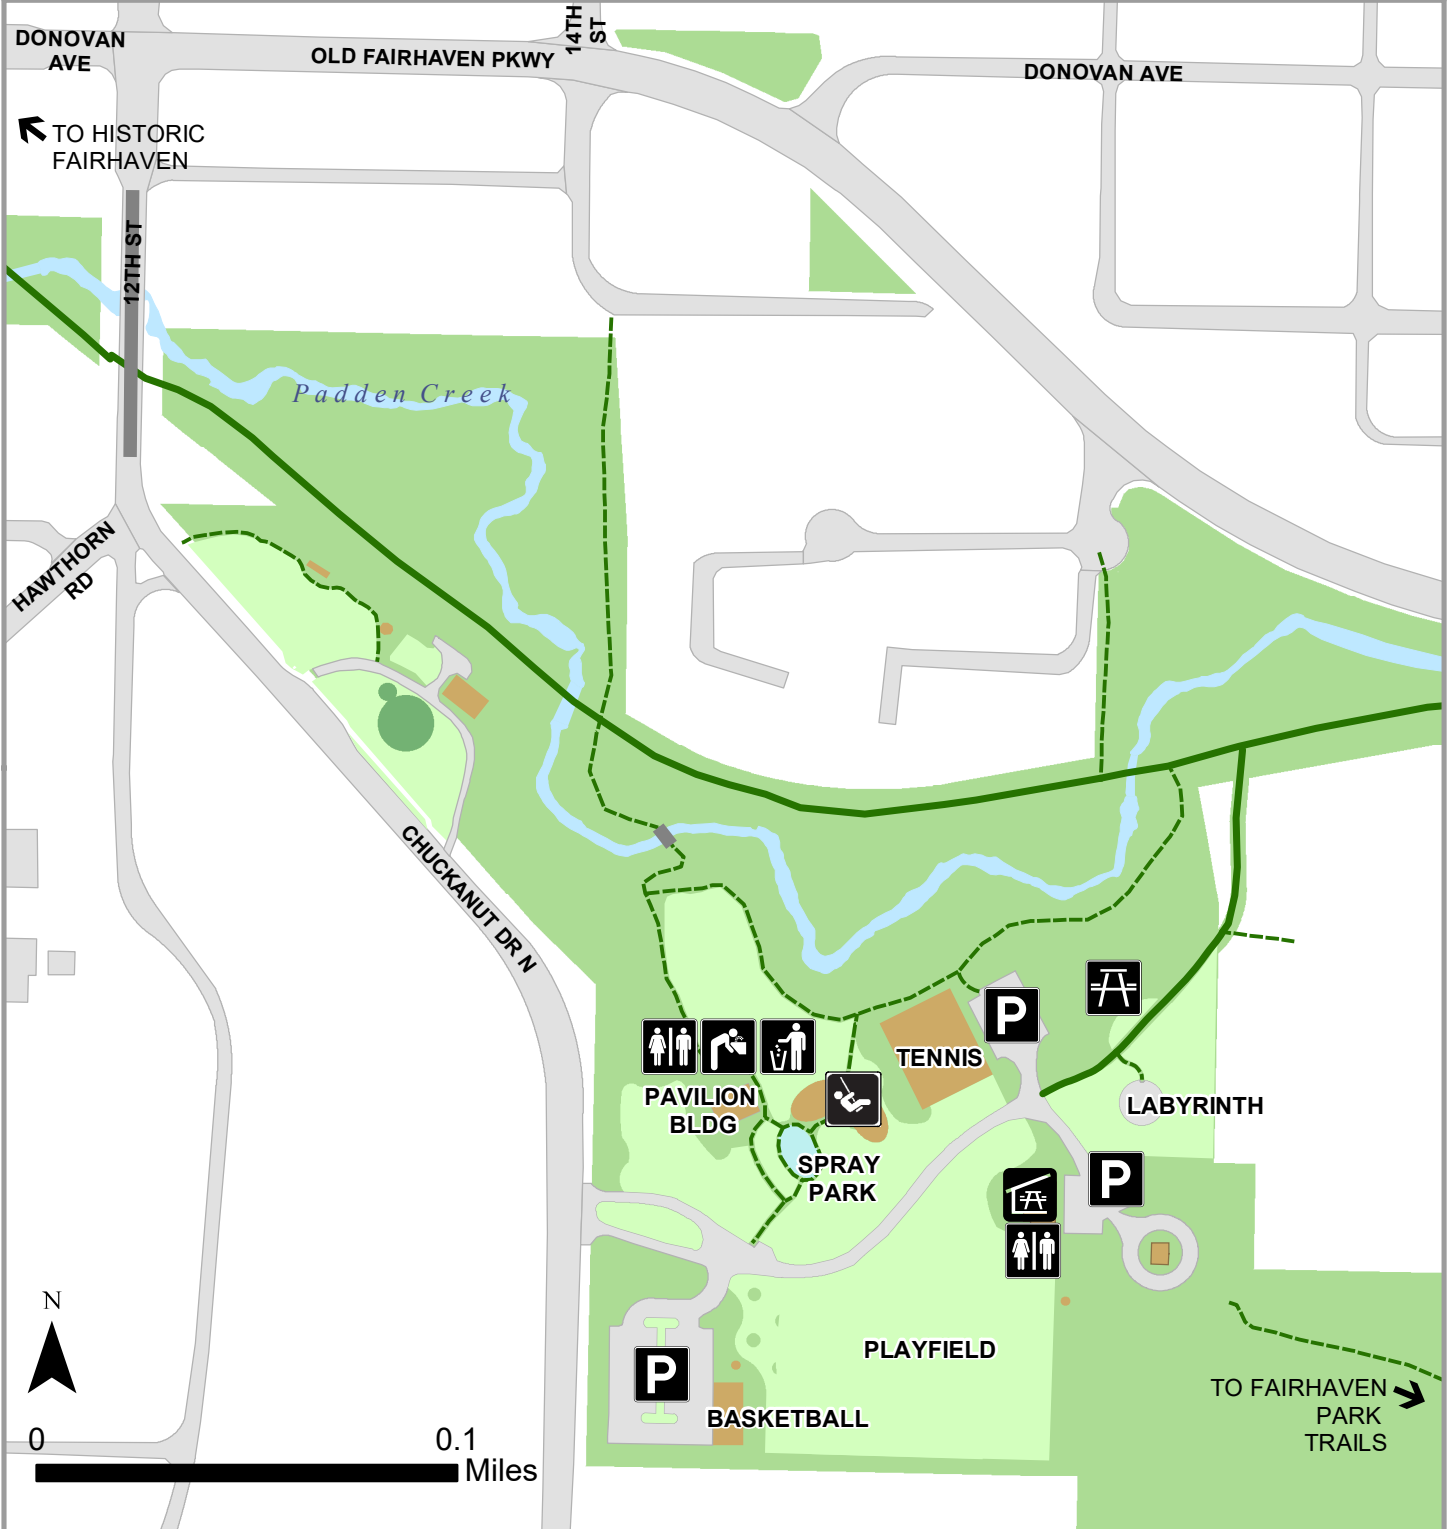 DONOVAN
AVE
OLD FAIRHAVEN PKWY
14TH
ST
DONOVAN AVE
TO HISTORIC
FAIRHAVEN
12TH ST
Padden Creek
HAWTHORN
RD
CHUCKANUT DR N
P
TENNIS
PAVILION
BLDG
LABYRINTH
SPRAY
PARK
P
N
PLAYFIELD
P
BASKETBALL
TO FAIRHAVEN
PARK
TRAILS
0
0.1
Miles